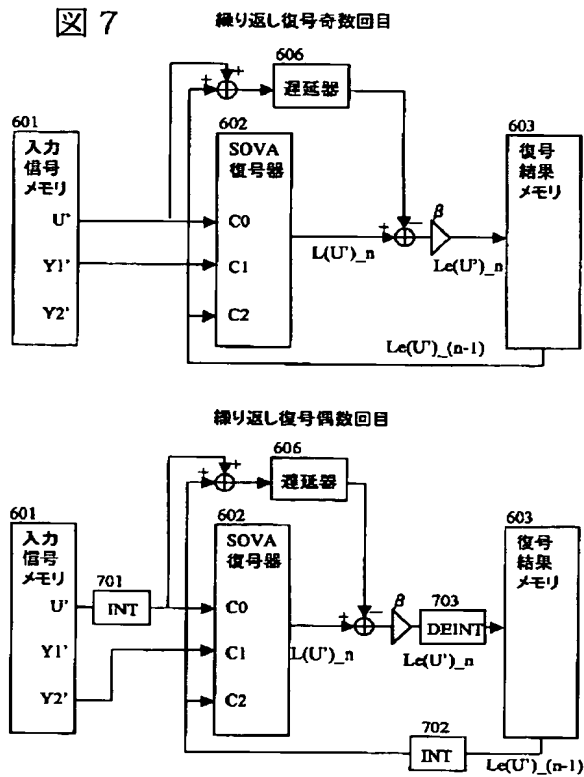 図7
繰り返し復号奇数回目
606
遅延器
+
+
601
入力
信号
メモリ
U'
Y1'
Y2'
602
SOVA
復号器
C0
C1
C2
L(U')_n
+
−
β
Le(U')_n
603
復号
結果
メモリ
Le(U')_(n-1)
繰り返し復号偶数回目
606
遅延器
+
+
601
入力
信号
メモリ
701
INT
U'
Y1'
Y2'
602
SOVA
復号器
C0
C1
C2
L(U')_n
+
−
β
703
DEINT
Le(U')_n
603
復号
結果
メモリ
702
INT
Le(U')_(n-1)